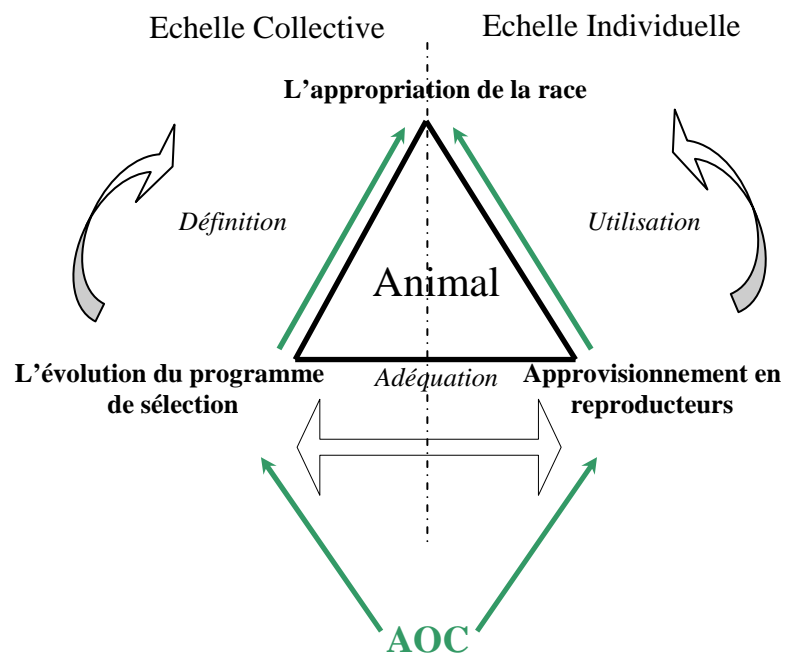 Echelle Collective
Echelle Individuelle
L'appropriation de la race
Définition
Utilisation
Animal
L'évolution du programme
de sélection
Adéquation
Approvisionnement en
reproducteurs
AOC